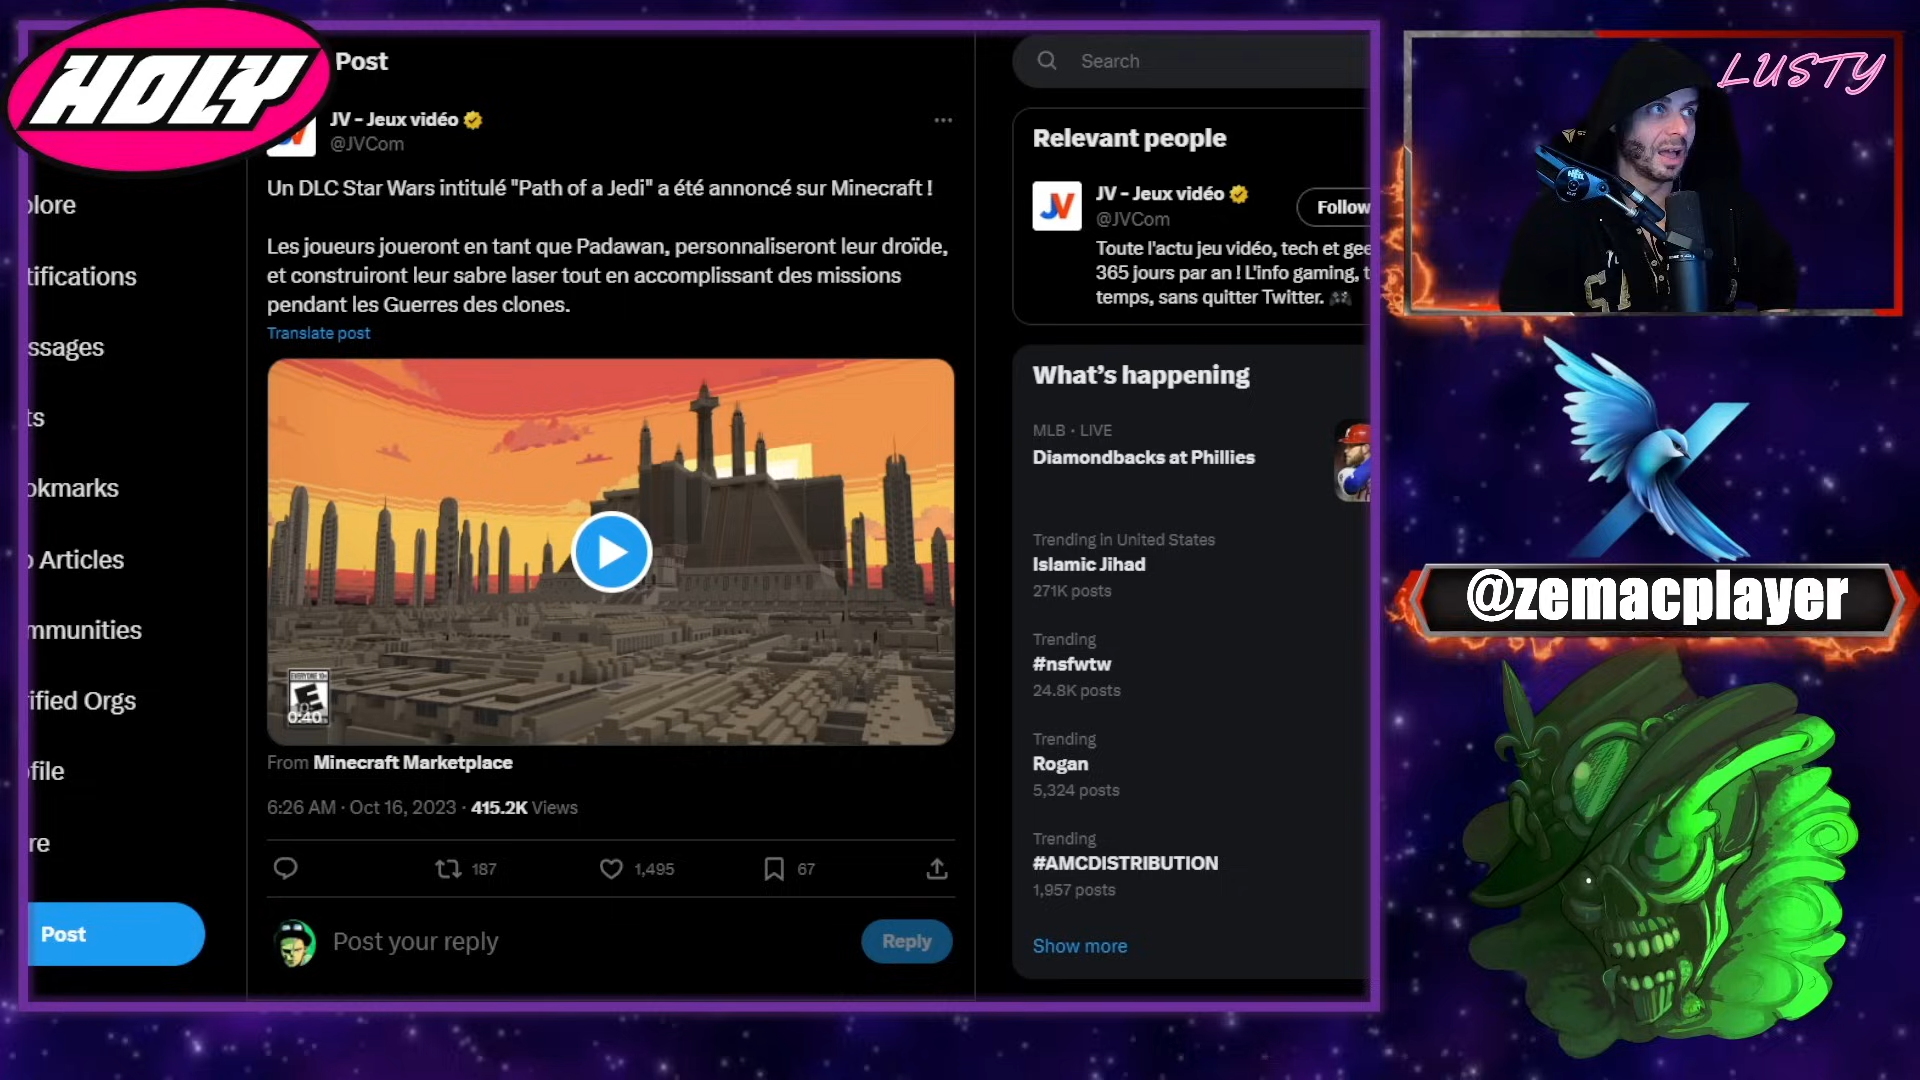 HOLY
Post
JV - Jeux vidéo
@JVCom
Un DLC Star Wars intitulé "Path of a Jedi" a été annoncé sur Minecraft !
Les joueurs joueront en tant que Padawan, personnaliseront leur droïde,
et construiront leur sabre laser tout en accomplissant des missions
pendant les Guerres des clones.
Translate post
EVERYONE 10+
E
0:40
From Minecraft Marketplace
6:26 AM · Oct 16, 2023 · 415.2K Views
187
1,495
67
Post your reply
Reply
plore
tifications
ssages
ts
okmarks
o Articles
mmunities
ified Orgs
ofile
re
Post
Search
Relevant people
JV - Jeux vidéo
@JVCom
Follow
Toute l'actu jeu vidéo, tech et gee
365 jours par an ! L'info gaming, t
temps, sans quitter Twitter.
What's happening
MLB · LIVE
Diamondbacks at Phillies
Trending in United States
Islamic Jihad
271K posts
Trending
#nsfwtw
24.8K posts
Trending
Rogan
5,324 posts
Trending
#AMCDISTRIBUTION
1,957 posts
Show more
LUSTY
@zemacplayer